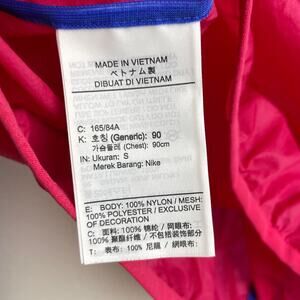 MADE IN VIETNAM
ベトナム製
DIBUAT DI VIETNAM
C: 165/84A
K: 호칭 (Generic): 90
가슴둘레 (Chest): 90cm
IN: Ukuran: S
Merek Barang: Nike
E: BODY: 100% NYLON / MESH:
100% POLYESTER / EXCLUSIVE
OF DECORATION
C: 面料: 100% 锦纶 / 网眼布:
100% 聚酯纤维 / 不包括装饰部分
T: 表布: 100% 尼龍 / 網眼布: